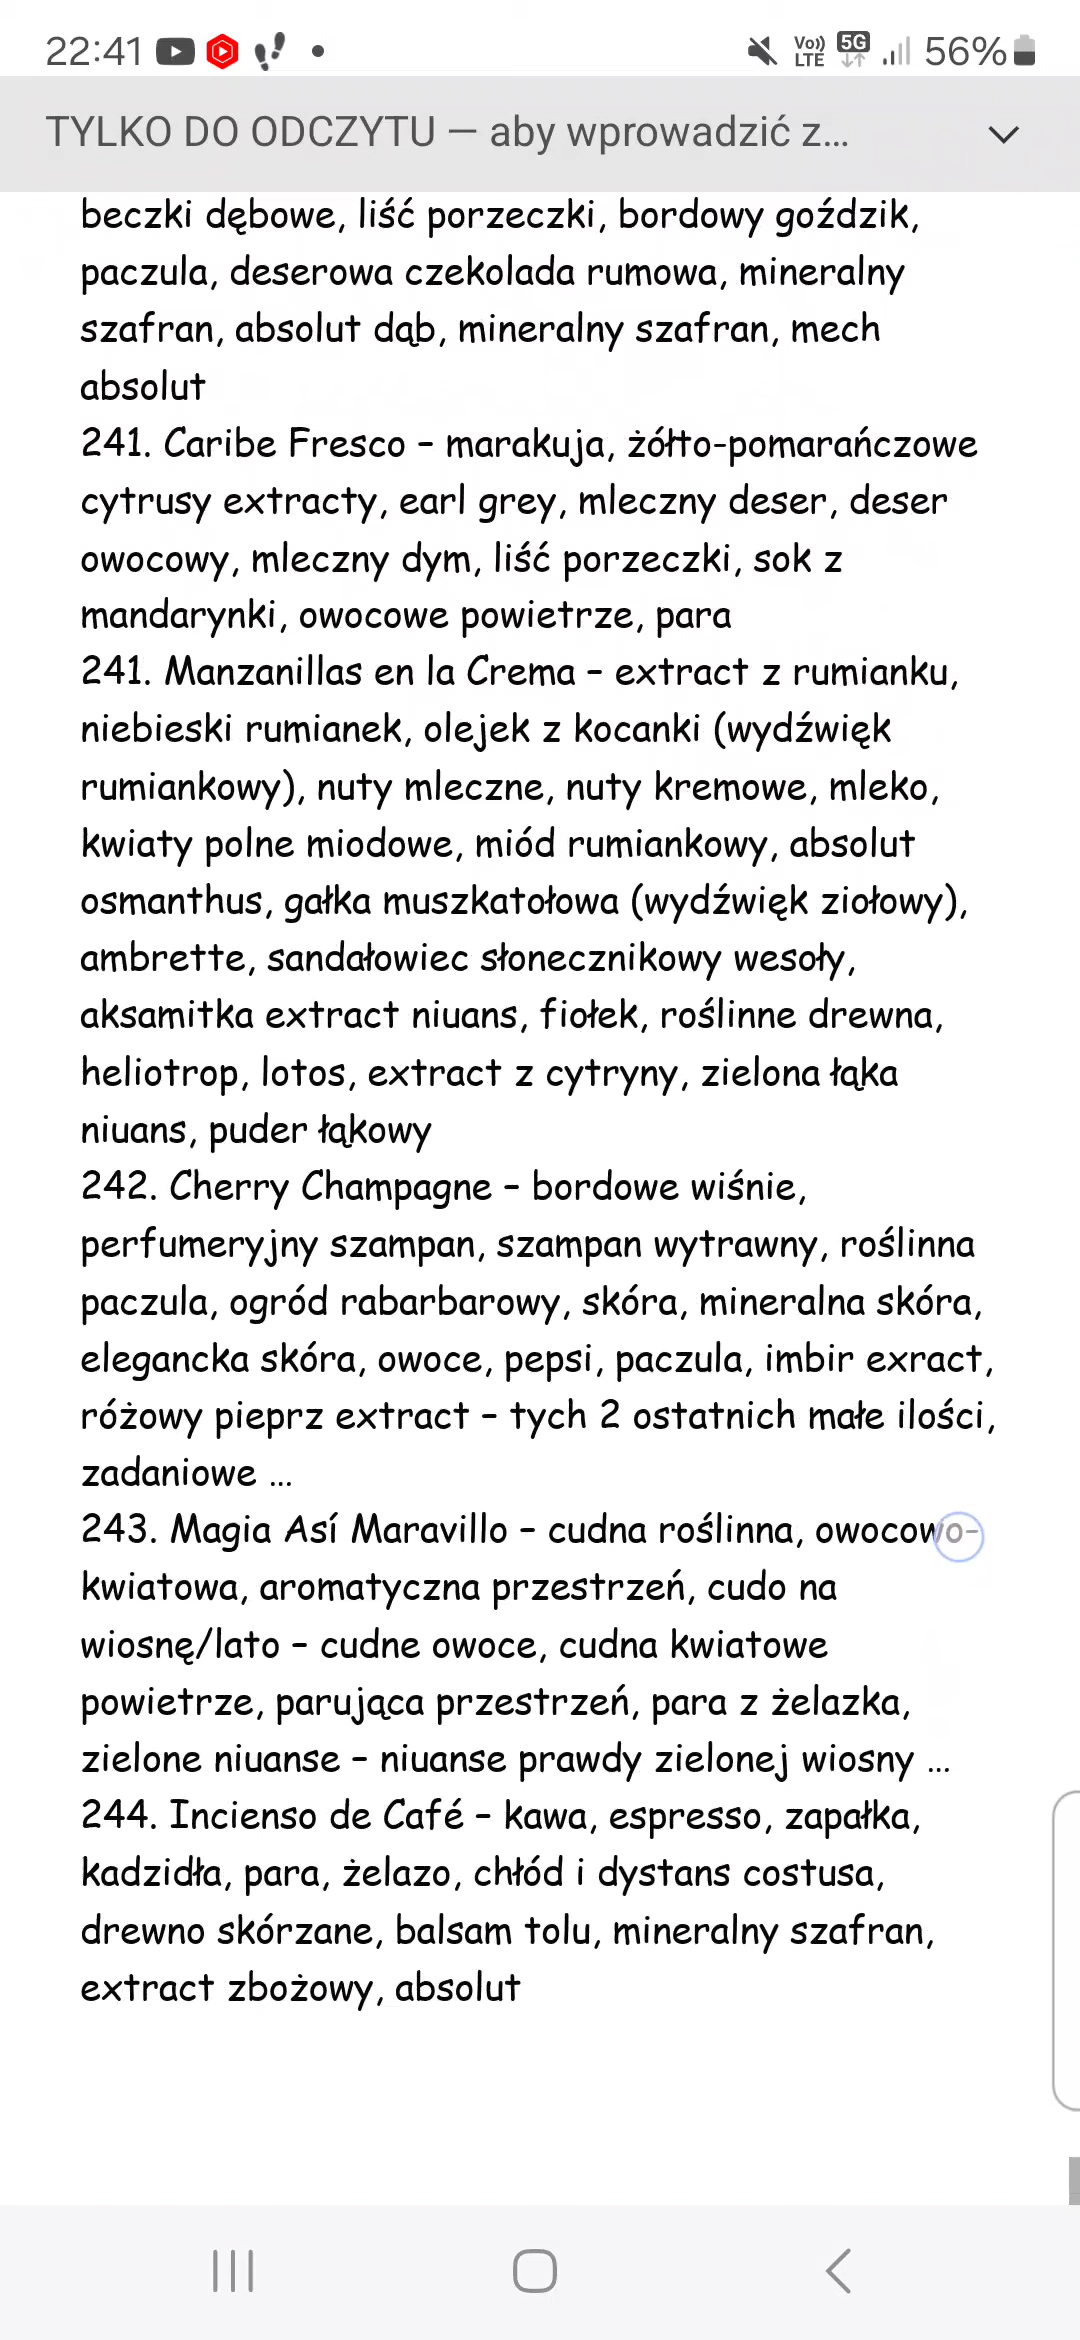 22:41
Vo)) LTE 5G 56%
TYLKO DO ODCZYTU — aby wprowadzić z...
beczki dębowe, liść porzeczki, bordowy goździk,
paczula, deserowa czekolada rumowa, mineralny
szafran, absolut dąb, mineralny szafran, mech
absolut
241. Caribe Fresco – marakuja, żółto-pomarańczowe
cytrusy extracty, earl grey, mleczny deser, deser
owocowy, mleczny dym, liść porzeczki, sok z
mandarynki, owocowe powietrze, para
241. Manzanillas en la Crema – extract z rumianku,
niebieski rumianek, olejek z kocanki (wydźwięk
rumiankowy), nuty mleczne, nuty kremowe, mleko,
kwiaty polne miodowe, miód rumiankowy, absolut
osmanthus, gałka muszkatołowa (wydźwięk ziołowy),
ambrette, sandałowiec słonecznikowy wesoły,
aksamitka extract niuans, fiołek, roślinne drewna,
heliotrop, lotos, extract z cytryny, zielona łąka
niuans, puder łąkowy
242. Cherry Champagne – bordowe wiśnie,
perfumeryjny szampan, szampan wytrawny, roślinna
paczula, ogród rabarbarowy, skóra, mineralna skóra,
elegancka skóra, owoce, pepsi, paczula, imbir exract,
różowy pieprz extract – tych 2 ostatnich małe ilości,
zadaniowe ...
243. Magia Así Maravillo – cudna roślinna, owocowo-
kwiatowa, aromatyczna przestrzeń, cudo na
wiosnę/lato – cudne owoce, cudna kwiatowe
powietrze, parująca przestrzeń, para z żelazka,
zielone niuanse – niuanse prawdy zielonej wiosny ...
244. Incienso de Café – kawa, espresso, zapałka,
kadzidła, para, żelazo, chłód i dystans costusa,
drewno skórzane, balsam tolu, mineralny szafran,
extract zbożowy, absolut